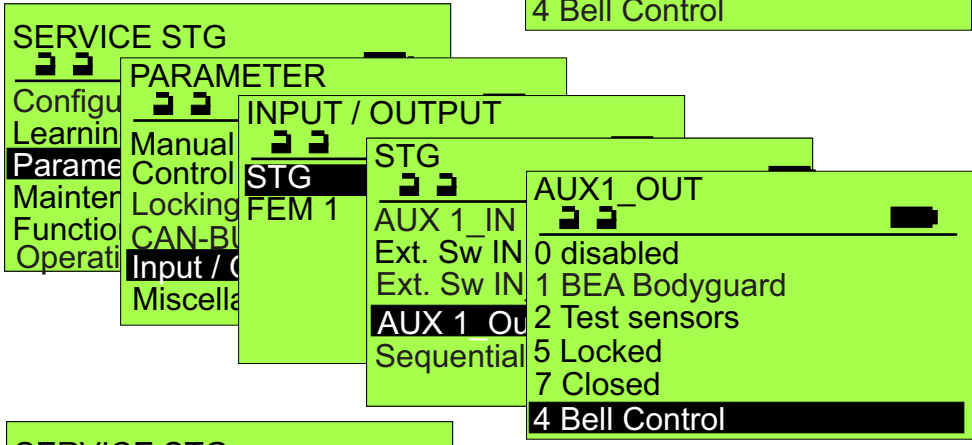 4 Bell Control
SERVICE STG
Configu
Learnin
Parame
Mainten
Functio
Operati
PARAMETER
Manual
Control
Locking
CAN-BU
Input / O
Miscella
INPUT / OUTPUT
STG
FEM 1
STG
AUX 1_IN
Ext. Sw IN
Ext. Sw IN
AUX 1_Ou
Sequential
AUX1_OUT
0 disabled
1 BEA Bodyguard
2 Test sensors
5 Locked
7 Closed
4 Bell Control
SERVICE STG